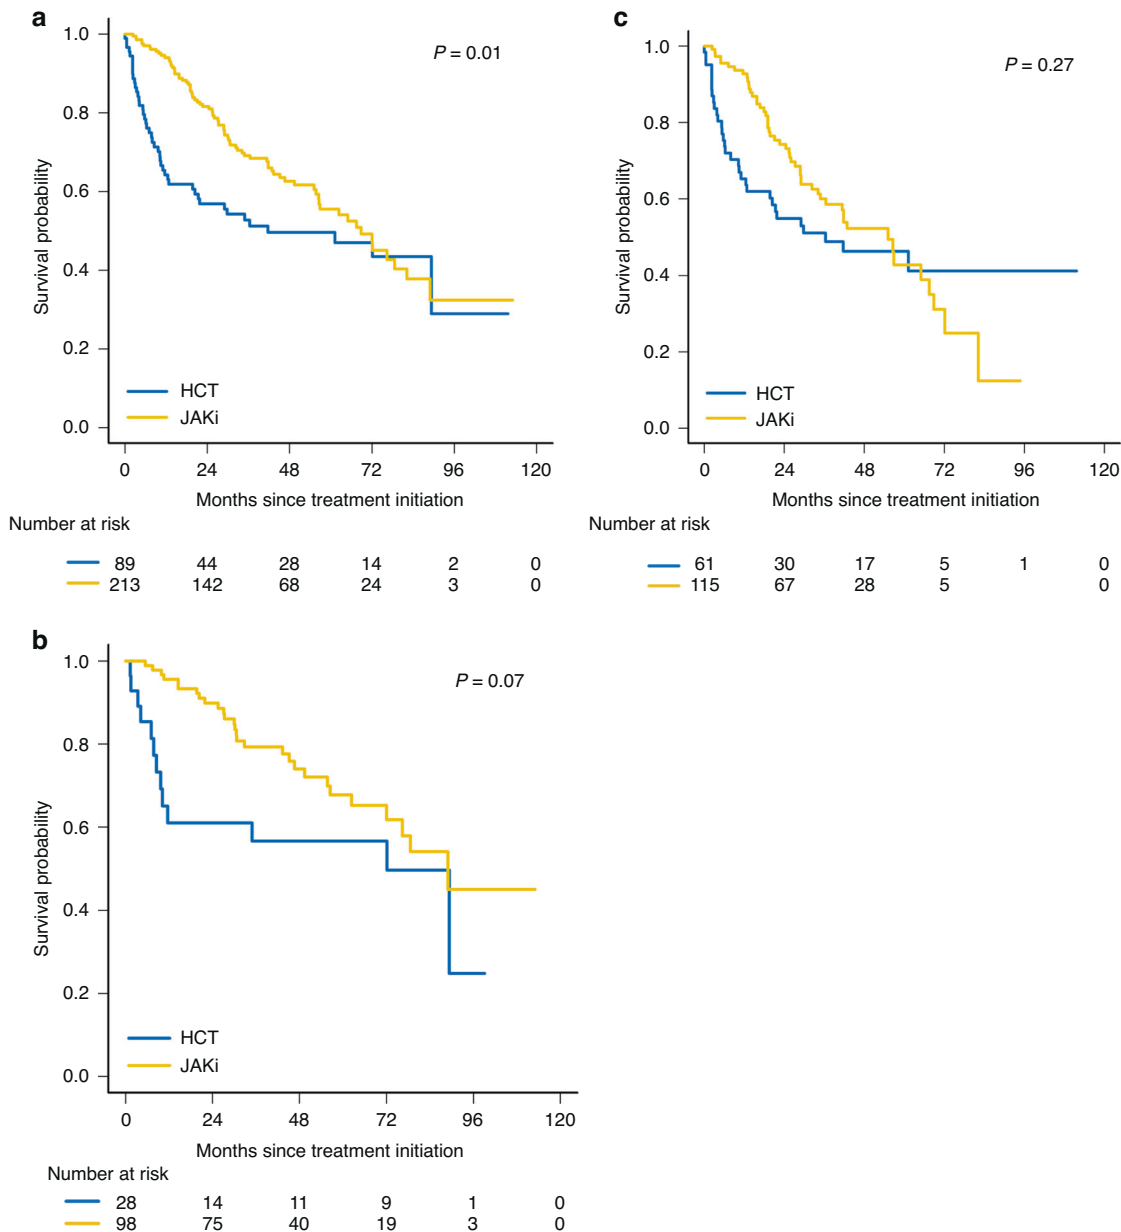 a
P = 0.01
1.0
0.8
0.6
0.4
0.2
0.0
Survival probability
HCT
JAKi
0 24 48 72 96 120
Months since treatment initiation
Number at risk
89 44 28 14 2 0
213 142 68 24 3 0
c
P = 0.27
1.0
0.8
0.6
0.4
0.2
0.0
Survival probability
HCT
JAKi
0 24 48 72 96 120
Months since treatment initiation
Number at risk
61 30 17 5 1 0
115 67 28 5 0
b
P = 0.07
1.0
0.8
0.6
0.4
0.2
0.0
Survival probability
HCT
JAKi
0 24 48 72 96 120
Months since treatment initiation
Number at risk
28 14 11 9 1 0
98 75 40 19 3 0